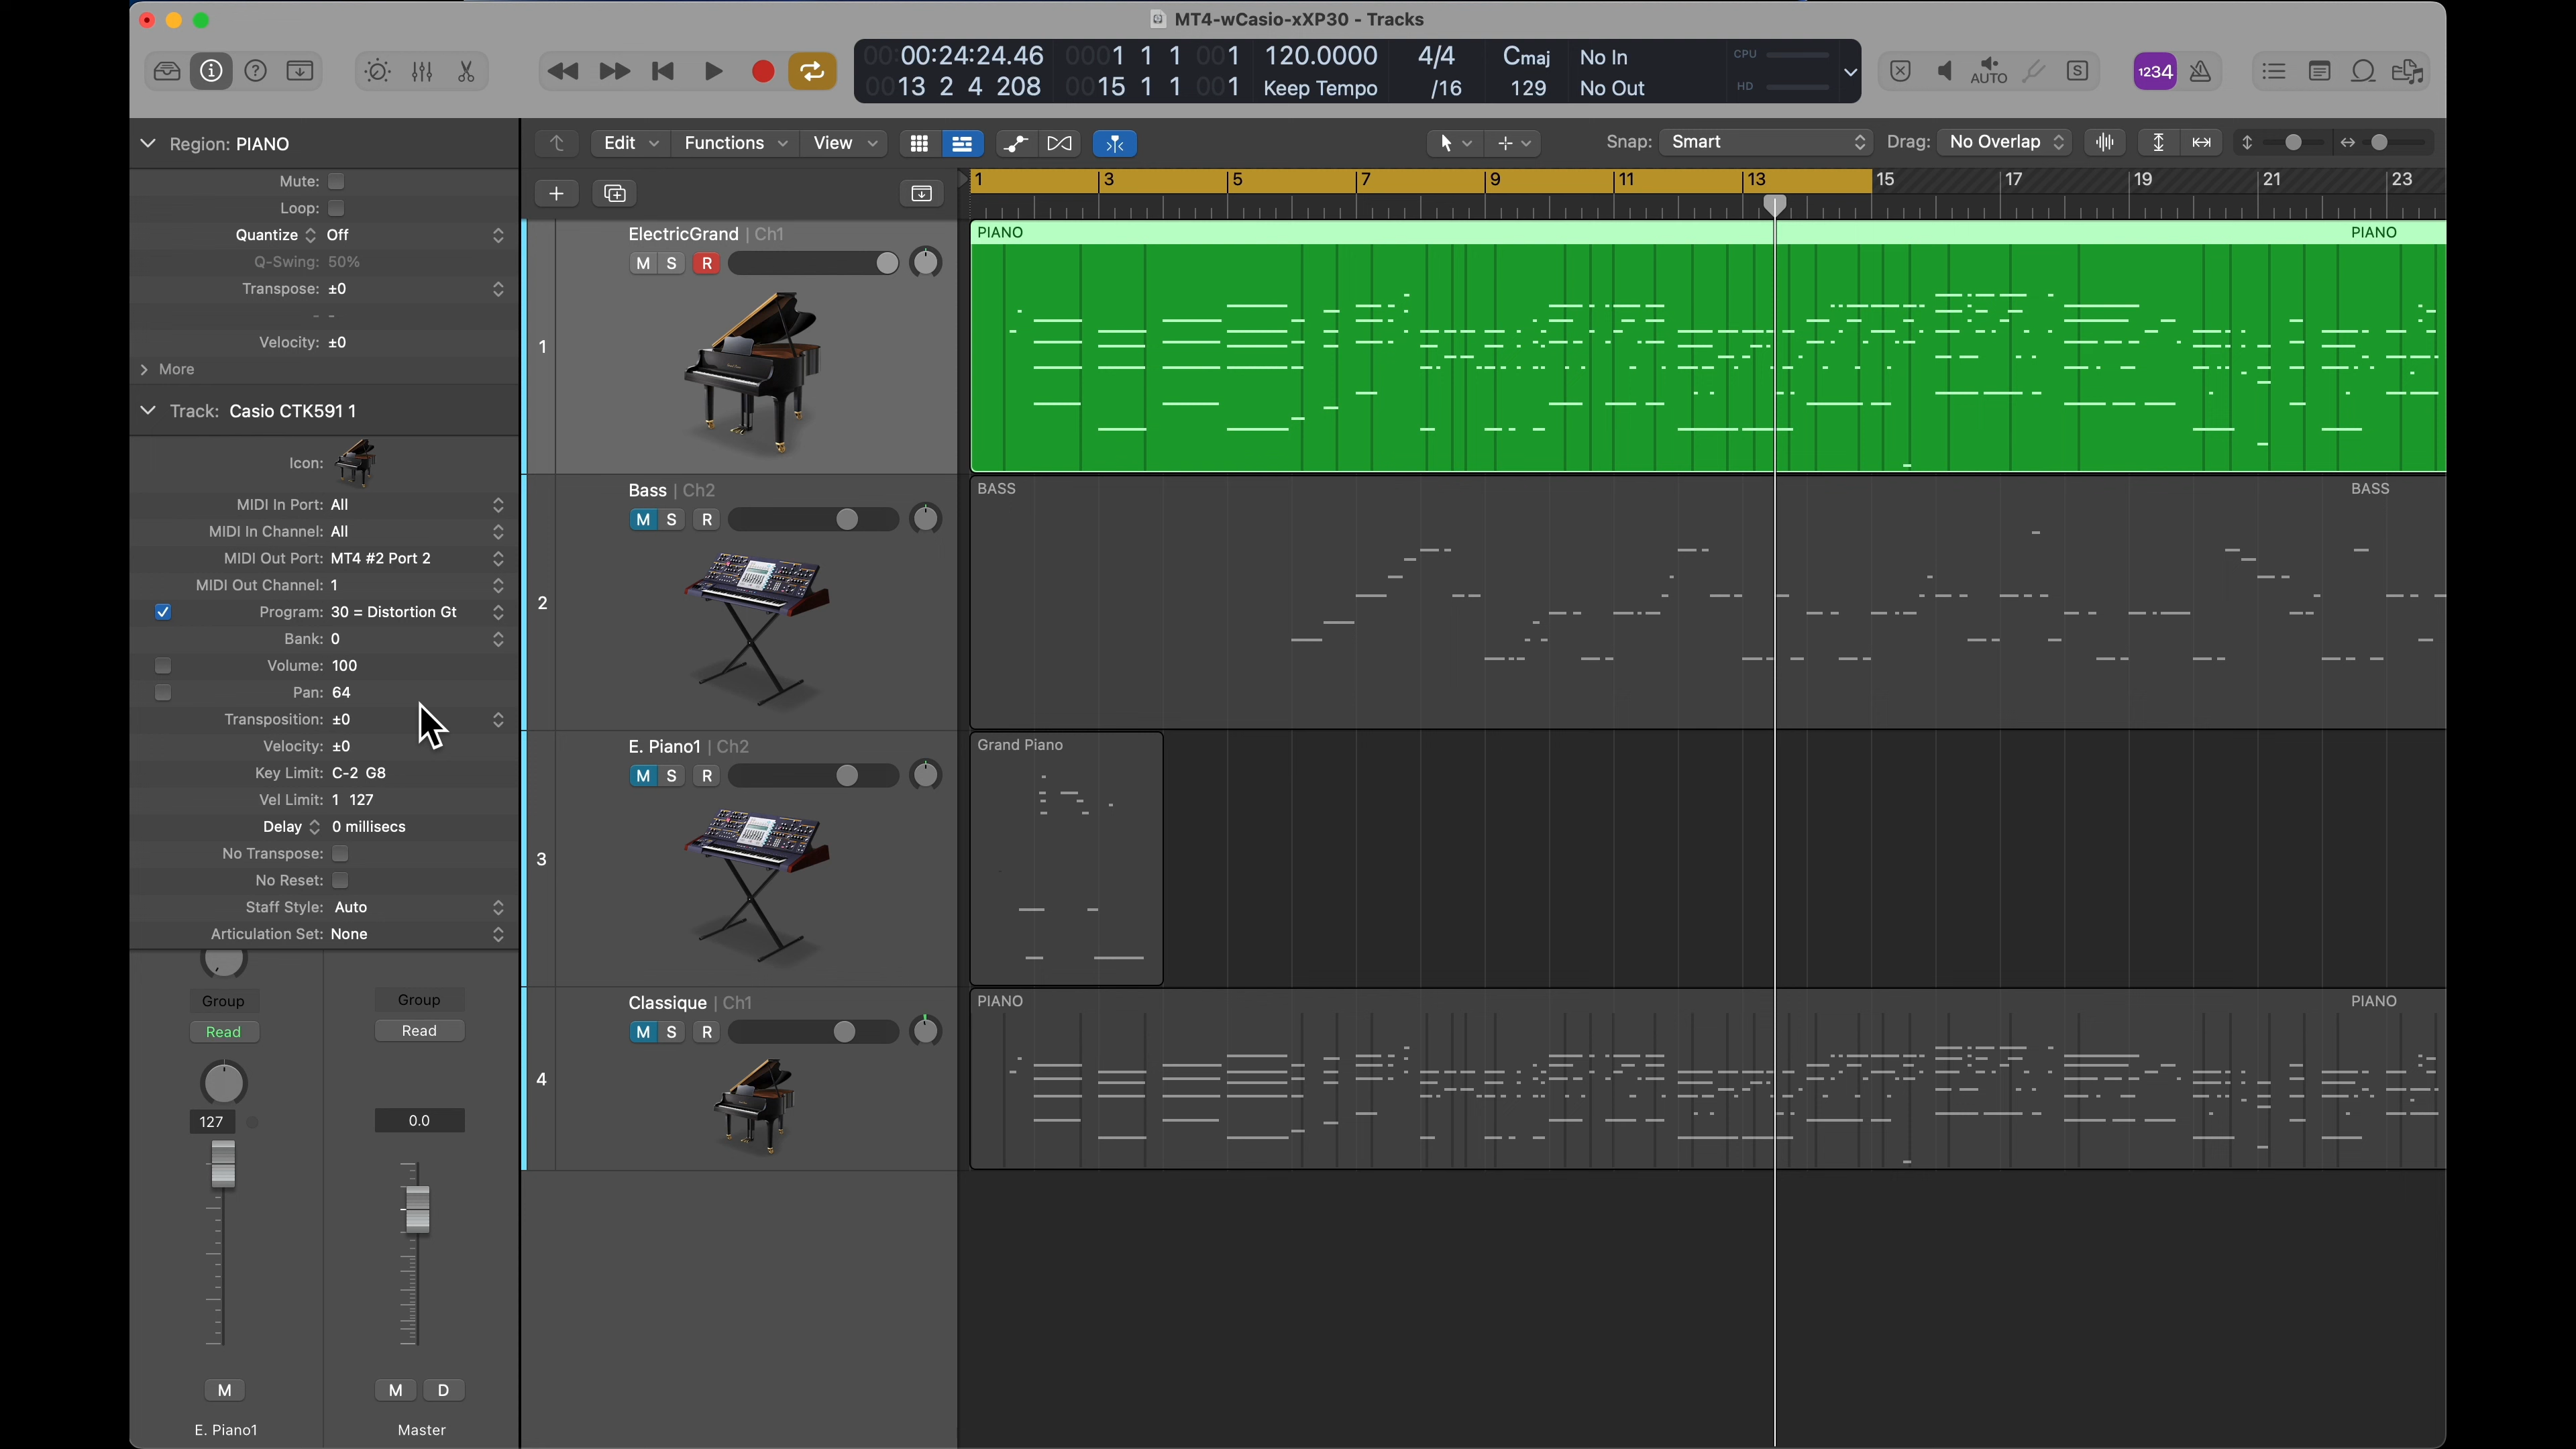 MT4-wCasio-xXP30 - Tracks
00:00:24:24.46 0001 1 1 001 120.0000 4/4 Cmaj No In CPU
0013 2 4 208 0015 1 1 001 Keep Tempo /16 129 No Out HD
AUTO
S
1234
Region: PIANO
Mute:
Loop:
Quantize Off
Q-Swing: 50%
Transpose: ±0
- -
Velocity: ±0
More
Track: Casio CTK591 1
Icon:
MIDI In Port: All
MIDI In Channel: All
MIDI Out Port: MT4 #2 Port 2
MIDI Out Channel: 1
Program: 30 = Distortion Gt
Bank: 0
Volume: 100
Pan: 64
Transposition: ±0
Velocity: ±0
Key Limit: C-2 G8
Vel Limit: 1 127
Delay 0 millisecs
No Transpose:
No Reset:
Staff Style: Auto
Articulation Set: None
Group Group
Read Read
127 0.0
M M D
E. Piano1 Master
Edit Functions View Snap: Smart Drag: No Overlap
1 3 5 7 9 11 13 15 17 19 21 23
1
ElectricGrand | Ch1
M S R
PIANO PIANO
2
Bass | Ch2
M S R
BASS BASS
3
E. Piano1 | Ch2
M S R
Grand Piano
4
Classique | Ch1
M S R
PIANO PIANO